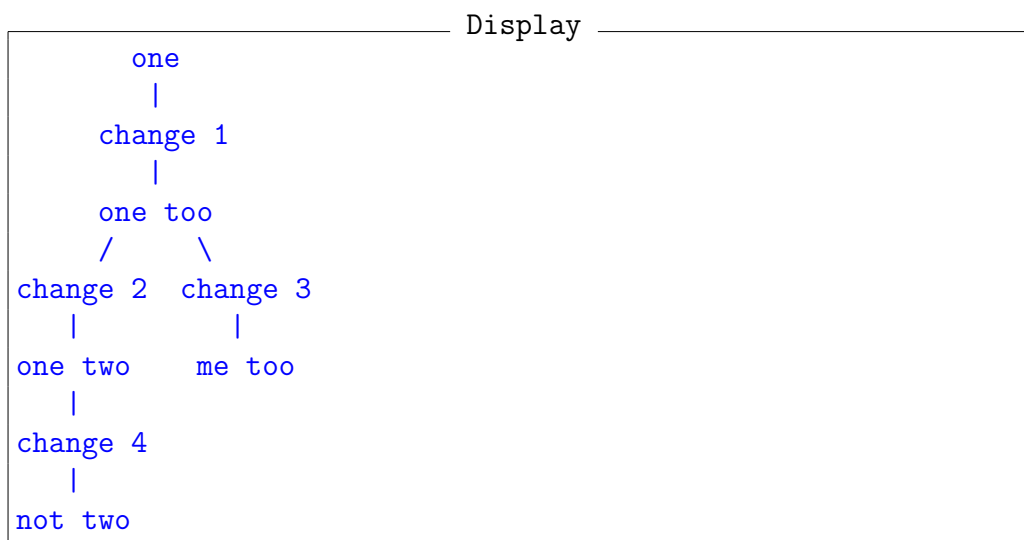 Display
one
|
change 1
|
one too
/ \
change 2 change 3
| |
one two me too
|
change 4
|
not two